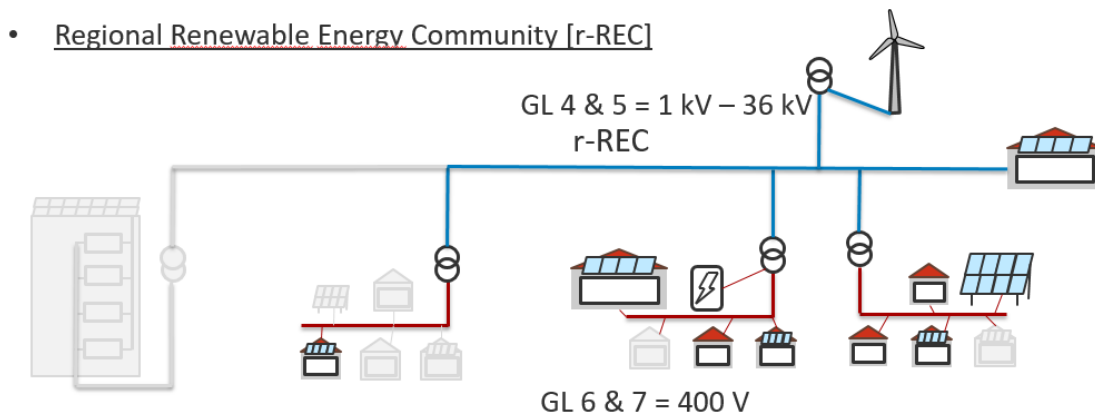 • Regional Renewable Energy Community [r-REC]
GL 4 & 5 = 1 kV – 36 kV
r-REC
GL 6 & 7 = 400 V